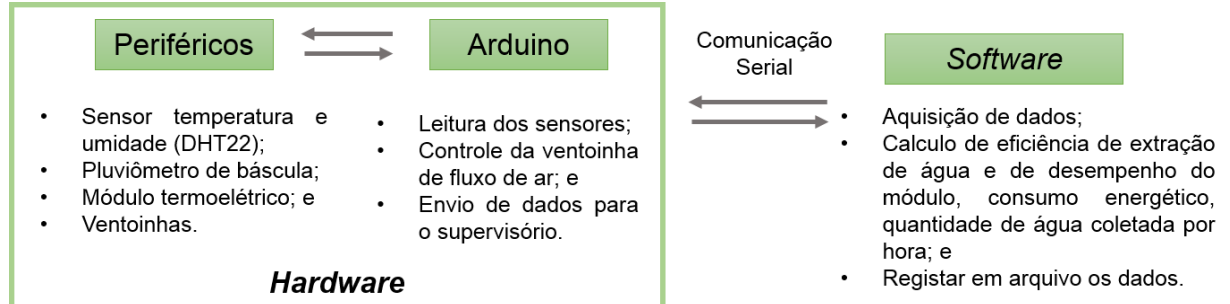 Periféricos
Arduino
Comunicação
Serial
Software
• Sensor temperatura e
umidade (DHT22);
• Pluviômetro de báscula;
• Módulo termoelétrico; e
• Ventoinhas.
• Leitura dos sensores;
• Controle da ventoinha
de fluxo de ar; e
• Envio de dados para
o supervisório.
Hardware
• Aquisição de dados;
• Calculo de eficiência de extração
de água e de desempenho do
módulo, consumo energético,
quantidade de água coletada por
hora; e
• Registar em arquivo os dados.